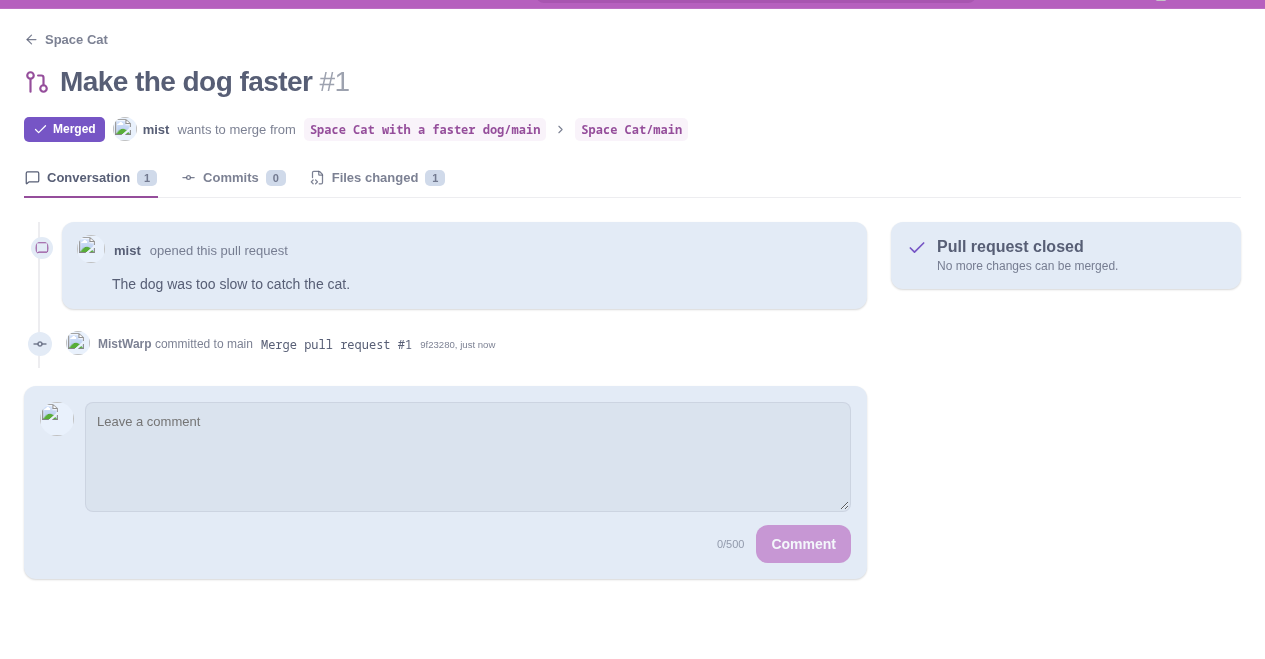 Space Cat
Make the dog faster #1
Merged mist wants to merge from Space Cat with a faster dog/main Space Cat/main
Conversation 1 Commits 0 Files changed 1
mist opened this pull request
The dog was too slow to catch the cat.
Pull request closed
No more changes can be merged.
MistWarp committed to main Merge pull request #1 9f23280, just now
Leave a comment
0/500 Comment